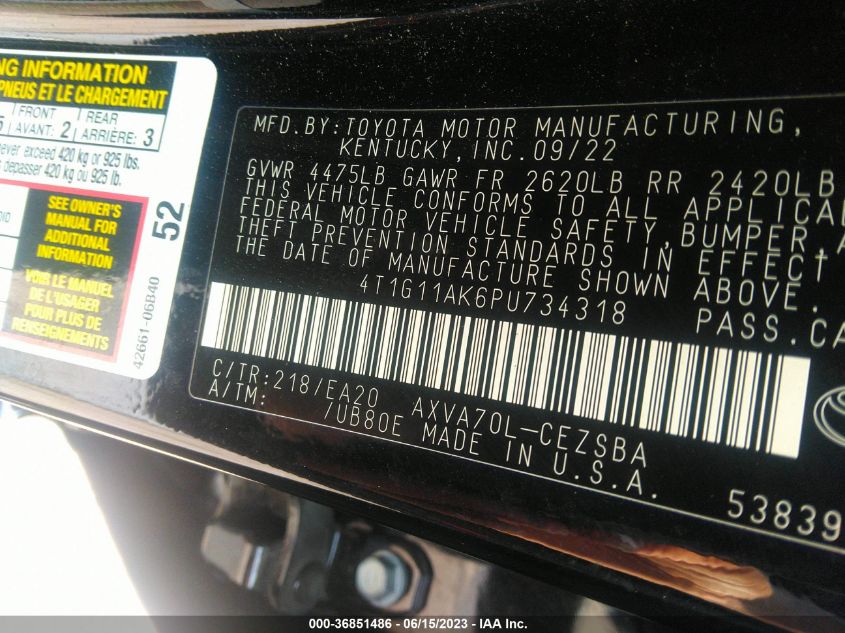 NG INFORMATION
PNEUS ET LE CHARGEMENT
5 FRONT AVANT: 2 REAR ARRIÈRE: 3
never exceed 420 kg or 925 lbs.
depasser 420 kg ou 925 lb.
SEE OWNER'S
MANUAL FOR
ADDITIONAL
INFORMATION
VOIR LE MANUEL
DE L'USAGER
POUR PLUS DE
RENSEIGNEMENTS
52
42661-06B40
MFD.BY:TOYOTA MOTOR MANUFACTURING,
KENTUCKY,INC.09/22
GVWR 4475LB GAWR FR 2620LB RR 2420LB
THIS VEHICLE CONFORMS TO ALL APPLICA
FEDERAL MOTOR VEHICLE SAFETY,BUMPER,A
THEFT PREVENTION STANDARDS IN EFFECT
THE DATE OF MANUFACTURE SHOWN ABOVE.
4T1G11AK6PU734318 PASS.CA
C/TR:218/EA20 AXVA70L-CEZSBA
A/TM: /UB80E MADE IN U.S.A.
53839
000-36851486 - 06/15/2023 - IAA Inc.